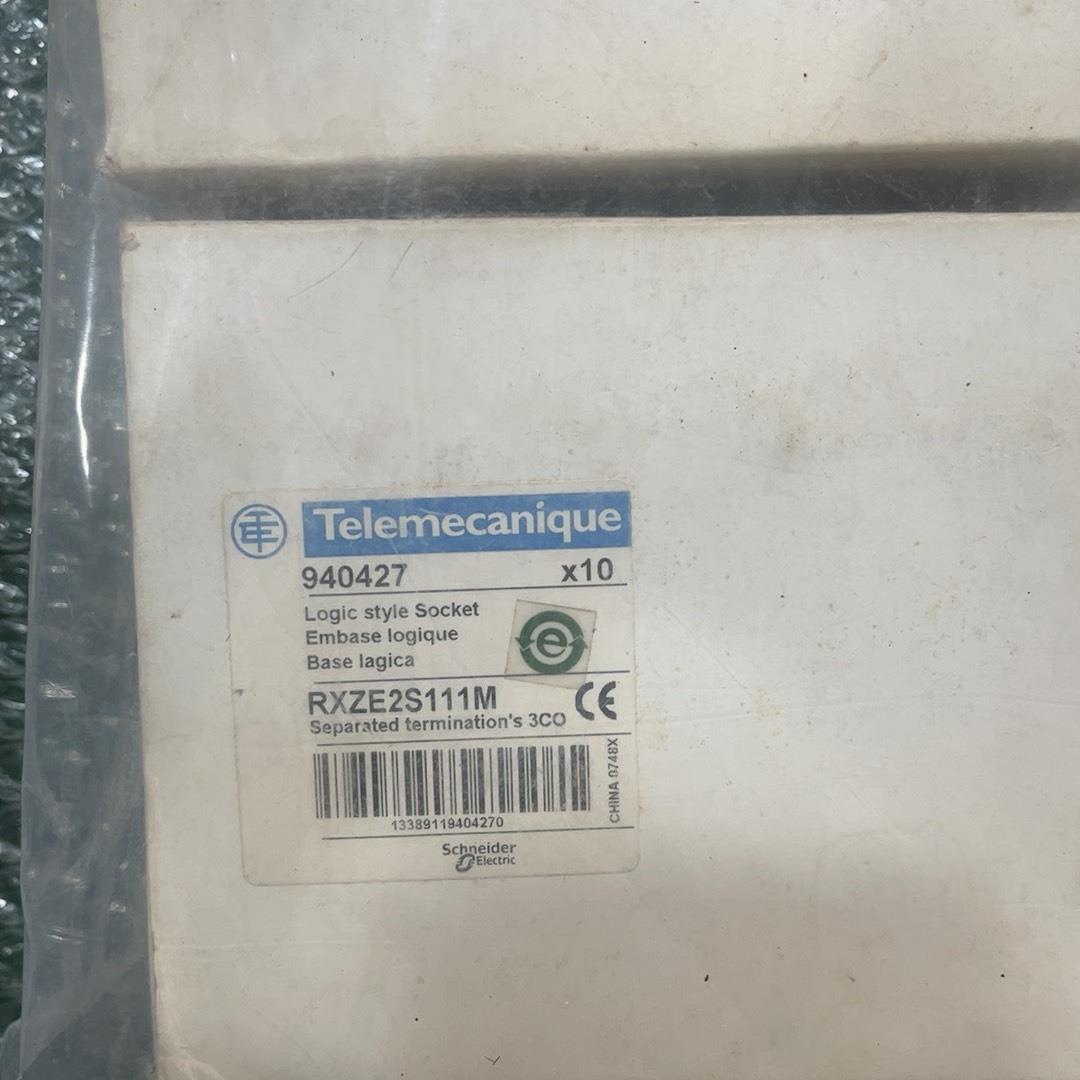 Telemecanique
940427 x10
Logic style Socket
Embase logique
Base lagica
RXZE2S111M
Separated termination's 3CO
CHINA 0748X
13389119404270
Schneider
Electric